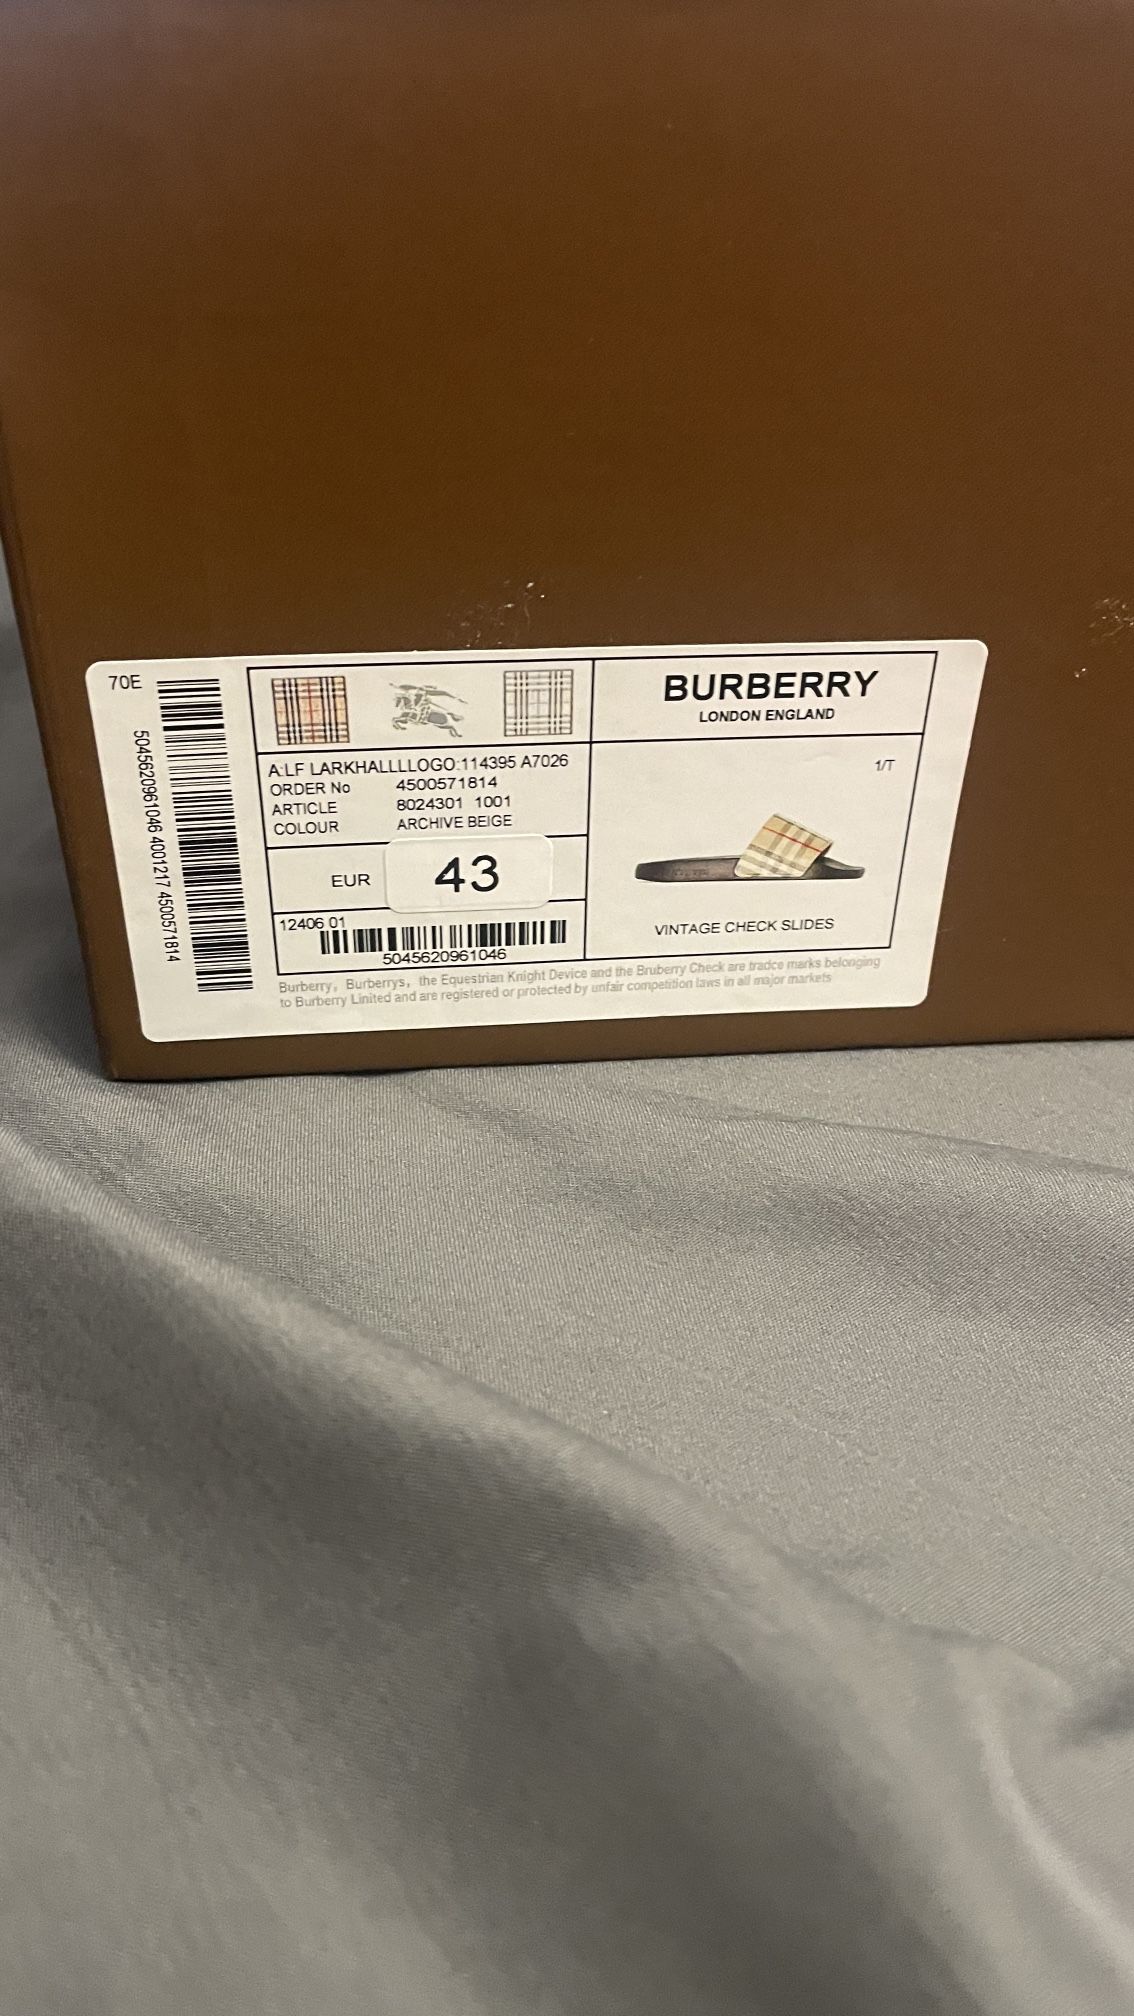 70E
5045620961046 4001217 4500571814
BURBERRY
LONDON ENGLAND
A:LF LARKHALLLLOGO:114395 A7026
ORDER No 4500571814
ARTICLE 8024301 1001
COLOUR ARCHIVE BEIGE
EUR 43
12406 01
5045620961046
1/T
VINTAGE CHECK SLIDES
Burberry, Burberrys, the Equestrian Knight Device and the Bruberry Check are tradce marks belonging
to Burberry Linited and are registered or protected by unfair competition laws in all major markets